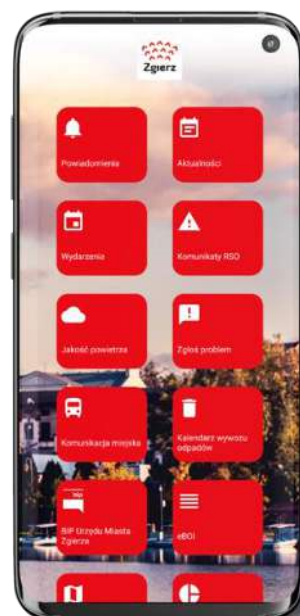 Zgierz
Powiadomienia
Aktualności
Wydarzenia
Komunikaty RSO
Jakość powietrza
Zgłoś problem
Komunikacja miejska
Kalendarz wywozu
odpadów
bip
BIP Urzędu Miasta
Zgierza
eBOI